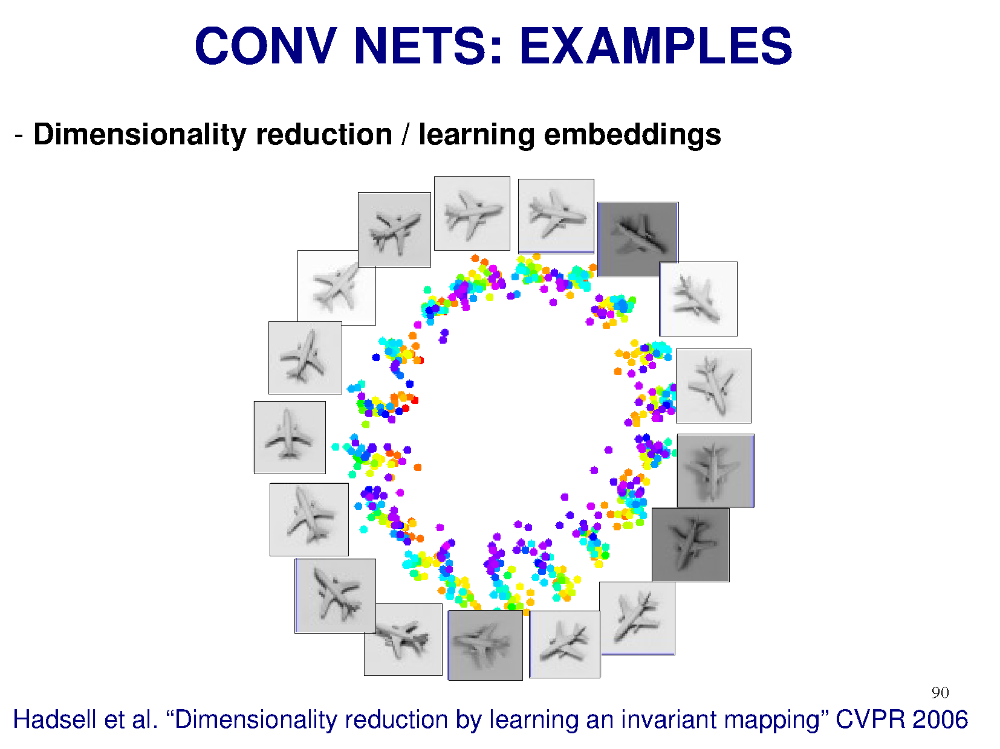 CONV NETS: EXAMPLES
- Dimensionality reduction / learning embeddings
90
Hadsell et al. “Dimensionality reduction by learning an invariant mapping” CVPR 2006